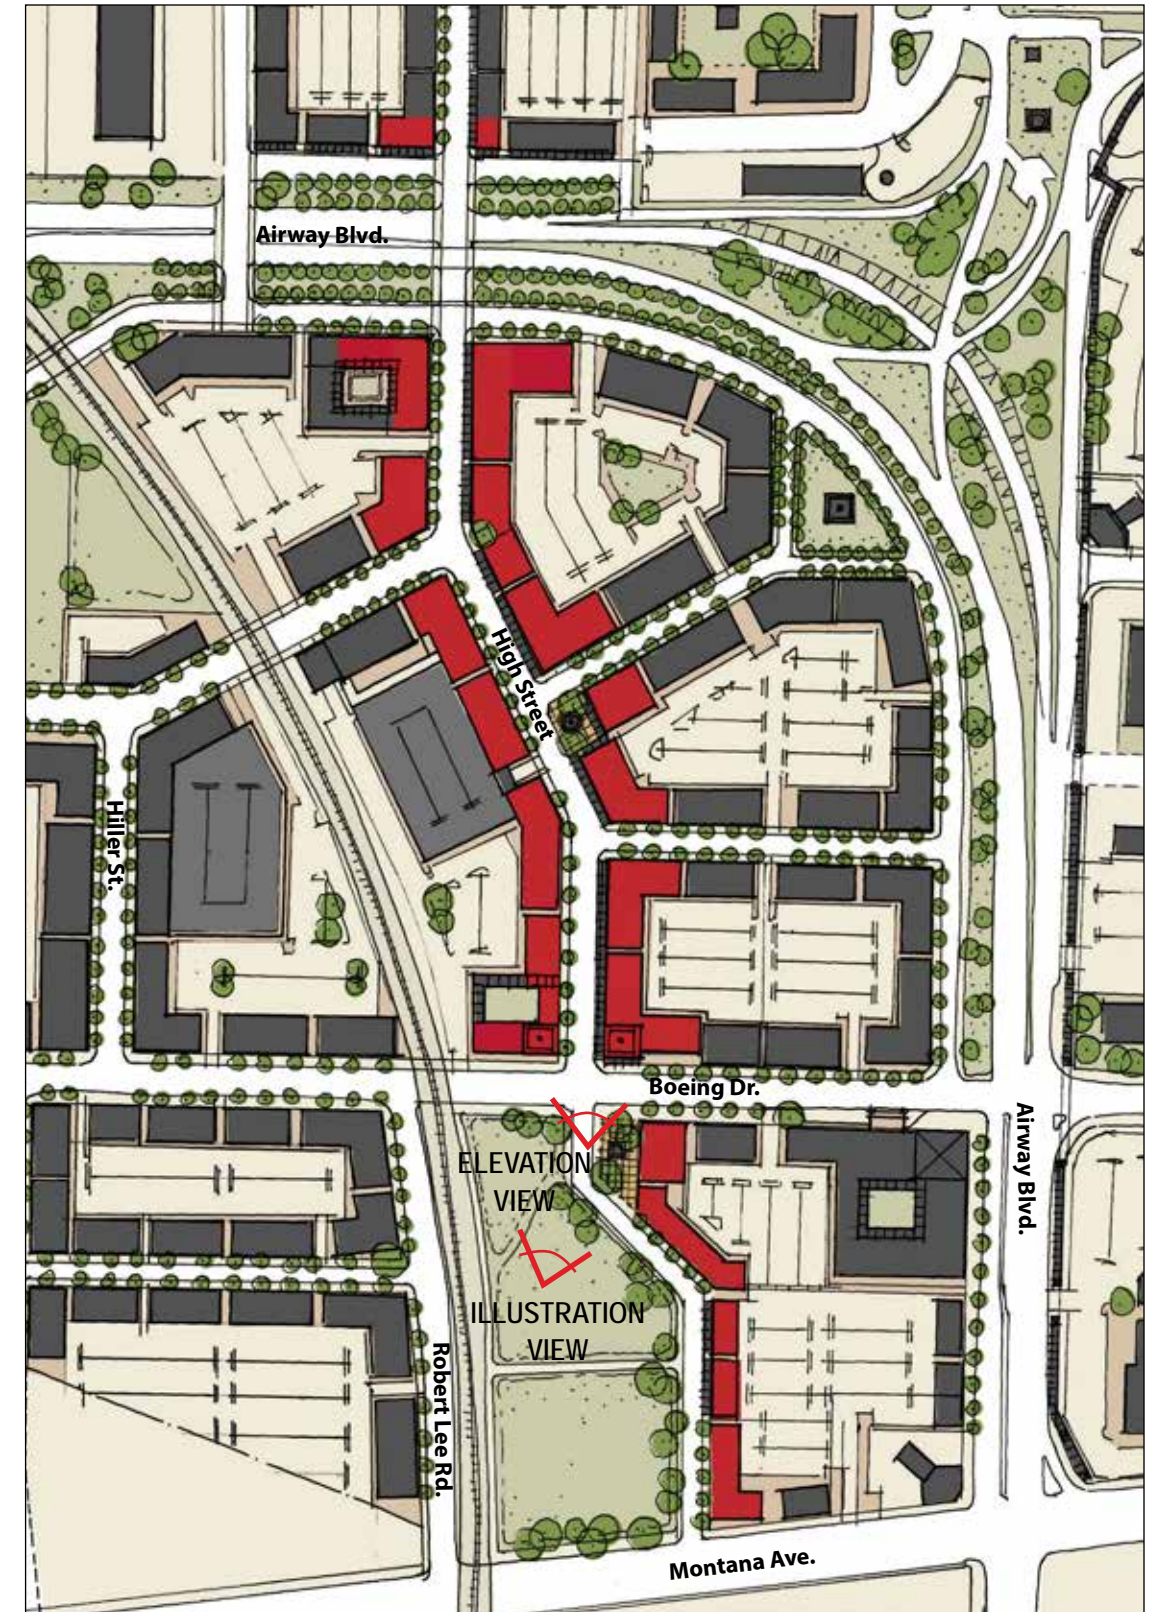 Airway Blvd.
High Street
Hiller St.
Boeing Dr.
Airway Blvd.
ELEVATION
VIEW
ILLUSTRATION
VIEW
Robert Lee Rd.
Montana Ave.